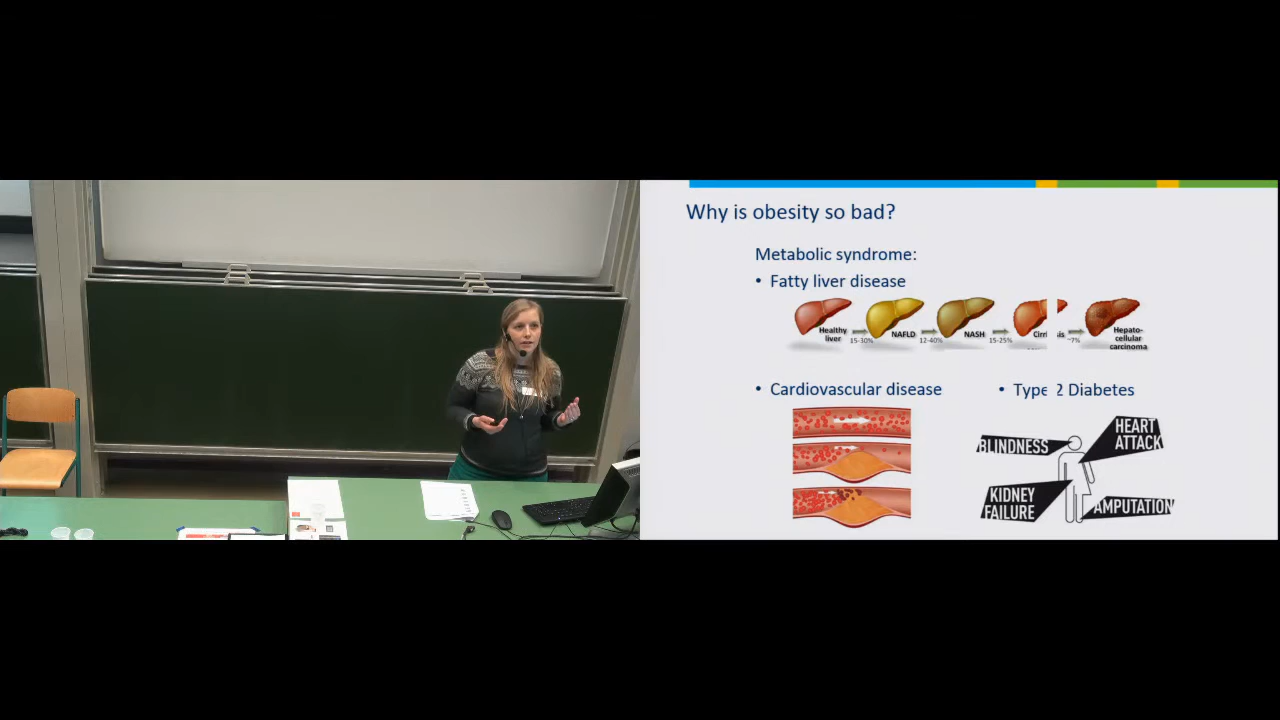 Why is obesity so bad?
Metabolic syndrome:
• Fatty liver disease
Healthy liver
15-30%
NAFLD
12-40%
NASH
15-25%
~7%
Hepato-
cellular
carcinoma
• Cardiovascular disease
• Type 2 Diabetes
BLINDNESS
HEART
ATTACK
KIDNEY
FAILURE
AMPUTATION